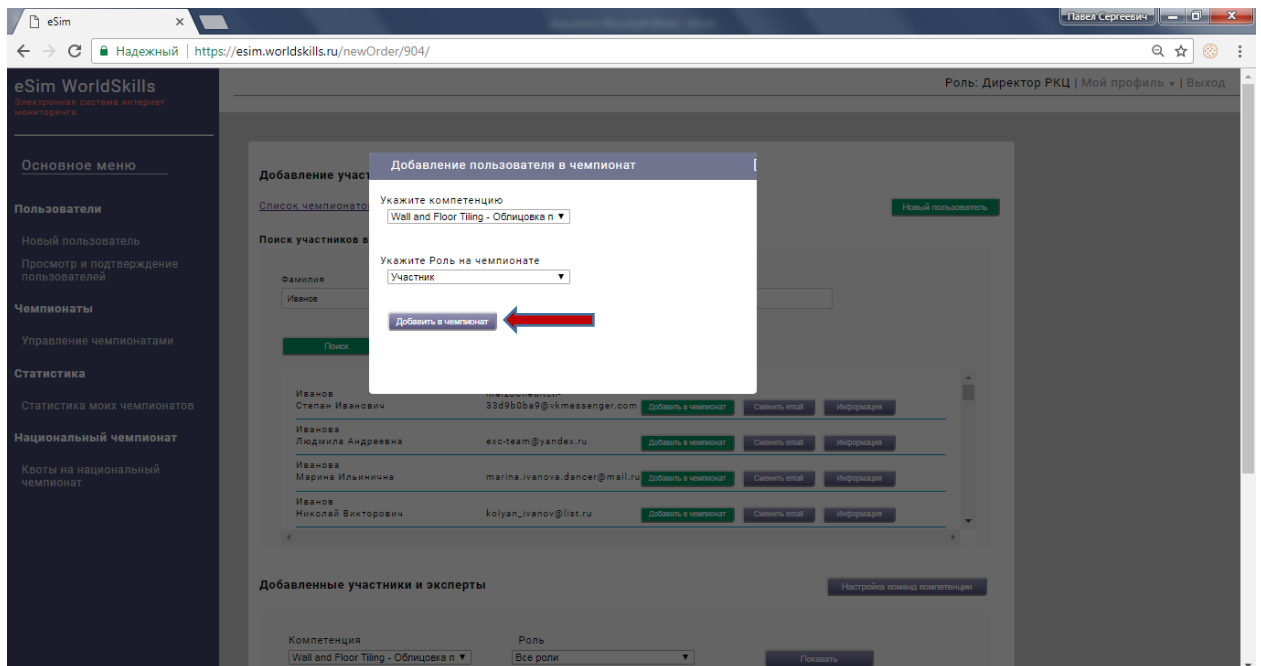 eSim
Павел Сергеевич
Надежный | https://esim.worldskills.ru/newOrder/904/
eSim WorldSkills
Электронная система интернет
мониторинга
Роль: Директор РКЦ | Мой профиль | Выход
Основное меню
Пользователи
Новый пользователь
Просмотр и подтверждение
пользователей
Чемпионаты
Управление чемпионатами
Статистика
Статистика моих чемпионатов
Национальный чемпионат
Квоты на национальный
чемпионат
Добавление учас
Список чемпионато
Новый пользователь
Поиск участников в
Фамилия
Иванов
Поиск
Добавление пользователя в чемпионат
Укажите компетенцию
Wall and Floor Tiling - Облицовка п
Укажите Роль на чемпионате
Участник
Добавить в чемпионат
Иванов
Степан Иванович 33d9b0ba9@vkmessenger.com Добавить в чемпионат Сменить email Информация
Иванова
Людмила Андреевна exc-team@yandex.ru Добавить в чемпионат Сменить email Информация
Иванова
Марина Ильинична marina.ivanova.dancer@mail.ru Добавить в чемпионат Сменить email Информация
Иванов
Николай Викторович kolyan_ivanov@list.ru Добавить в чемпионат Сменить email Информация
Добавленные участники и эксперты
Настройка команд компетенции
Компетенция Роль
Wall and Floor Tiling - Облицовка п Все роли Показать